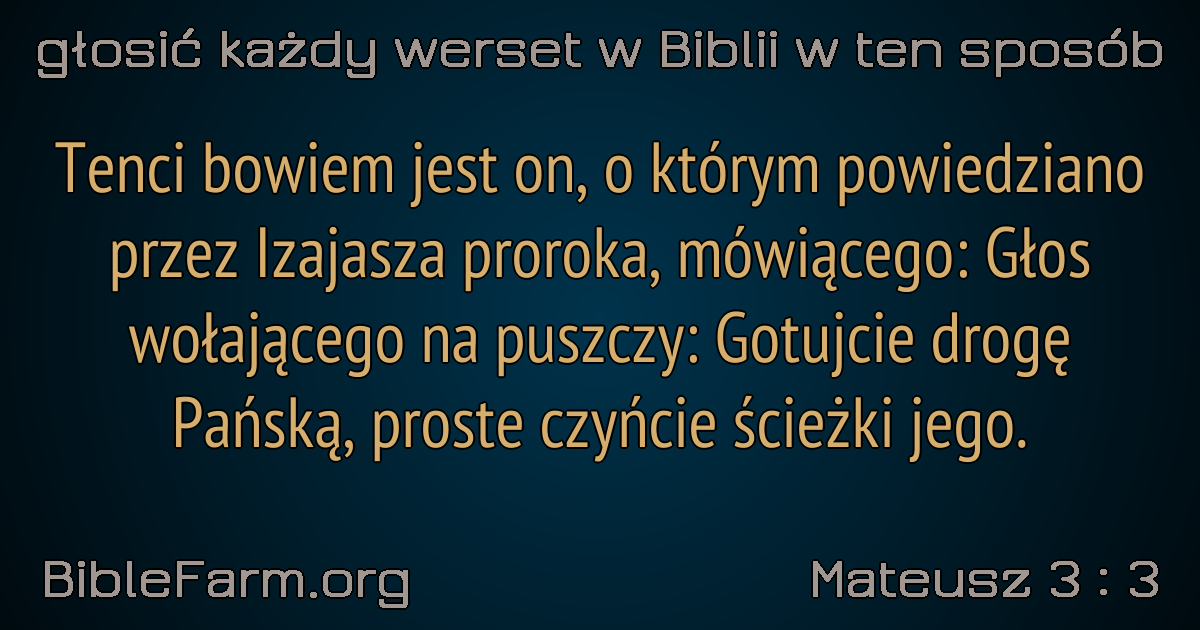 głosić każdy werset w Biblii w ten sposób
Tenci bowiem jest on, o którym powiedziano
przez Izajasza proroka, mówiącego: Głos
wołającego na puszczy: Gotujcie drogę
Pańską, proste czyńcie ścieżki jego.
BibleFarm.org
Mateusz 3 : 3